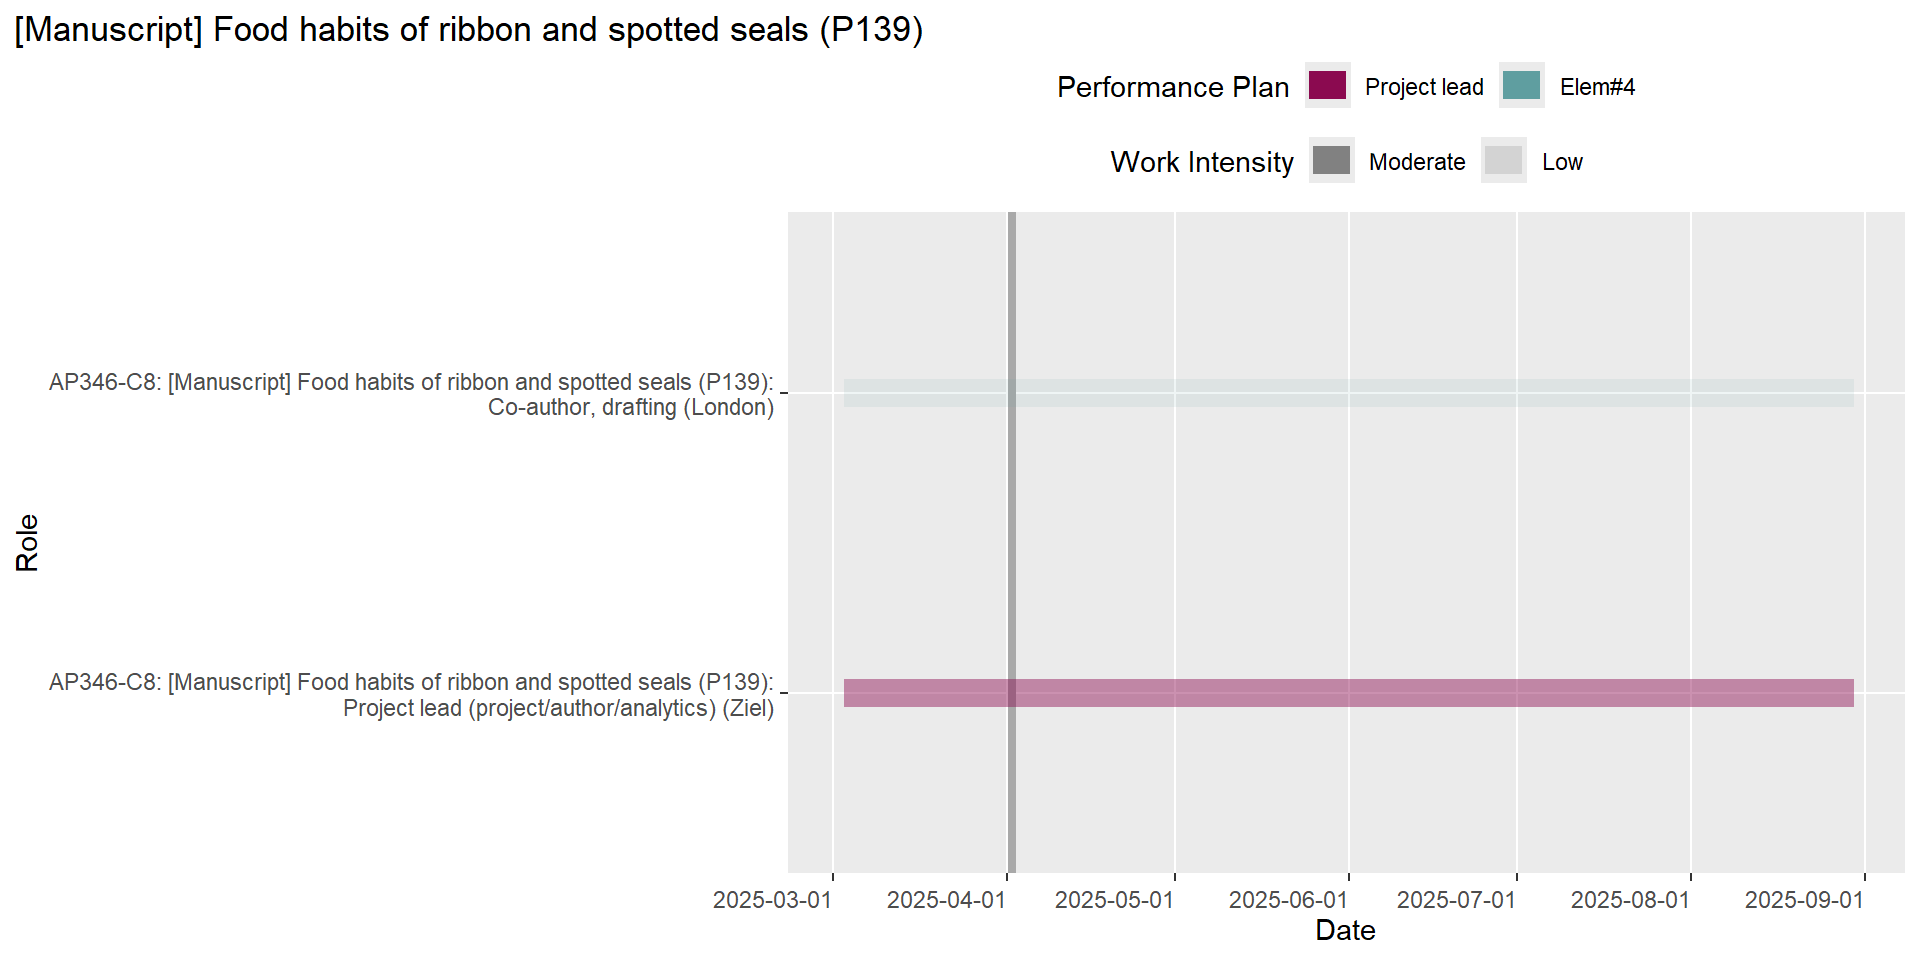 [Manuscript] Food habits of ribbon and spotted seals (P139)
Performance Plan Project lead Elem#4
Work Intensity Moderate Low
AP346-C8: [Manuscript] Food habits of ribbon and spotted seals (P139):
Co-author, drafting (London)
Role
AP346-C8: [Manuscript] Food habits of ribbon and spotted seals (P139):
Project lead (project/author/analytics) (Ziel)
2025-03-01 2025-04-01 2025-05-01 2025-06-01 2025-07-01 2025-08-01 2025-09-01
Date